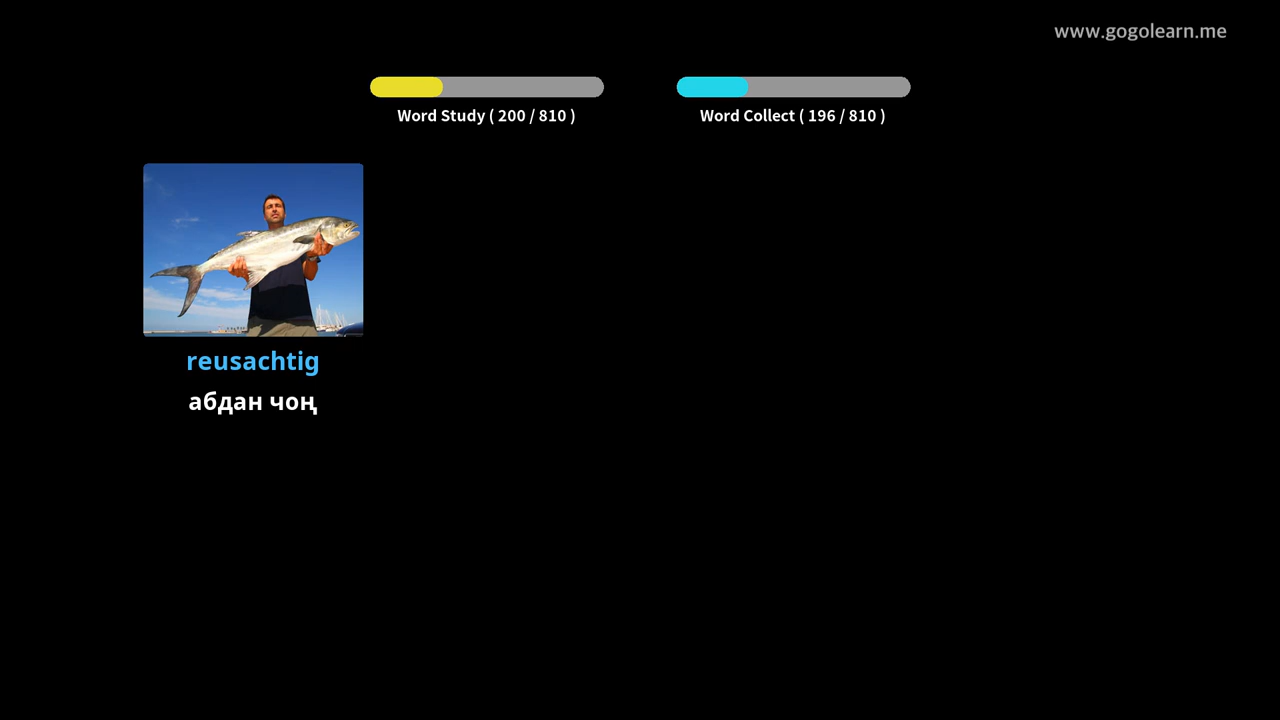 www.gogolearn.me
Word Study ( 200 / 810 )
Word Collect ( 196 / 810 )
reusachtig
абдан чоң